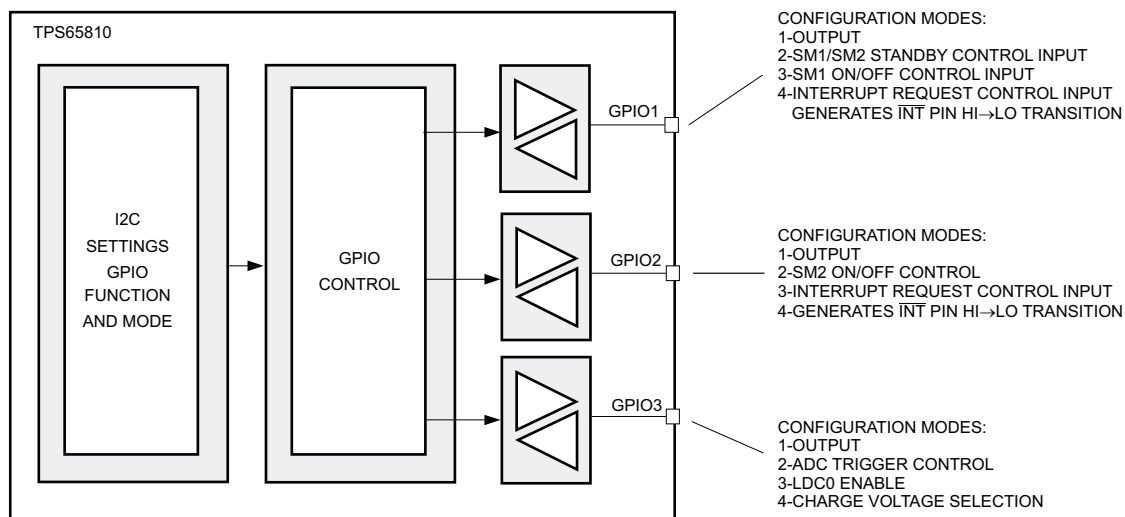 TPS65810
I2C
SETTINGS
GPIO
FUNCTION
AND MODE
GPIO
CONTROL
GPIO1
GPIO2
GPIO3
CONFIGURATION MODES:
1-OUTPUT
2-SM1/SM2 STANDBY CONTROL INPUT
3-SM1 ON/OFF CONTROL INPUT
4-INTERRUPT REQUEST CONTROL INPUT
GENERATES INT PIN HI→LO TRANSITION
CONFIGURATION MODES:
1-OUTPUT
2-SM2 ON/OFF CONTROL
3-INTERRUPT REQUEST CONTROL INPUT
4-GENERATES INT PIN HI→LO TRANSITION
CONFIGURATION MODES:
1-OUTPUT
2-ADC TRIGGER CONTROL
3-LDC0 ENABLE
4-CHARGE VOLTAGE SELECTION